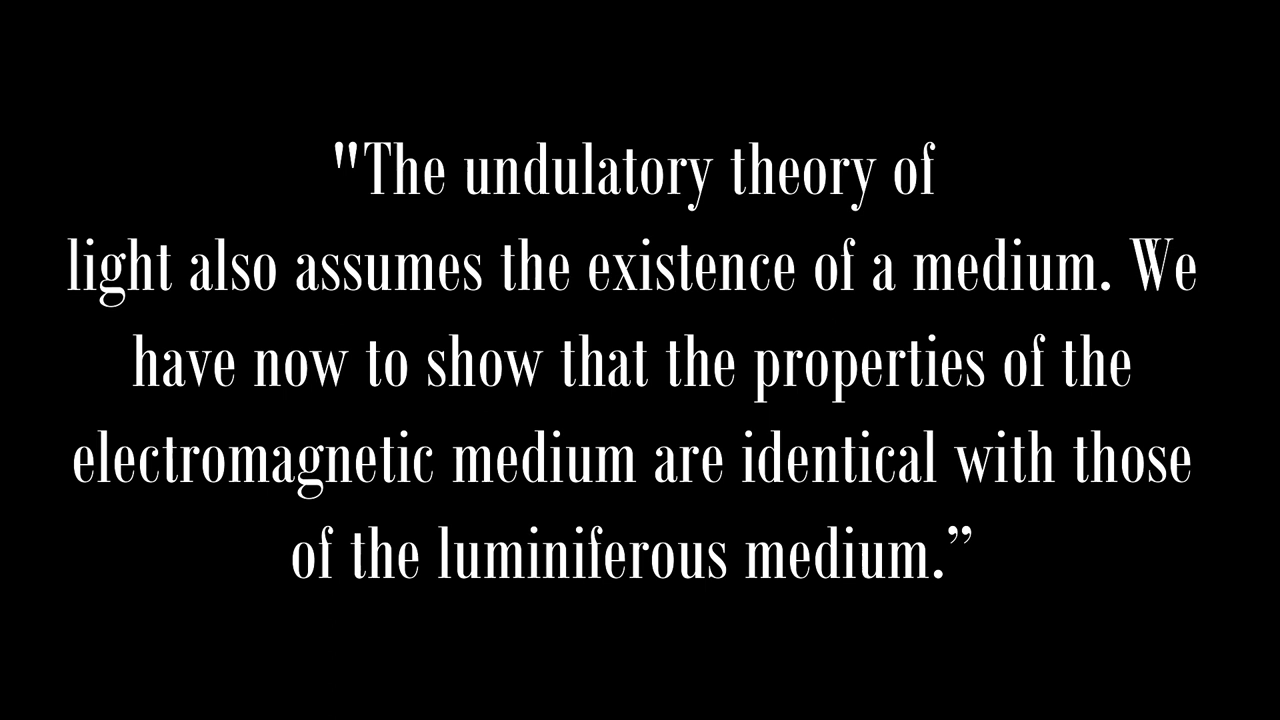 "The undulatory theory of
light also assumes the existence of a medium. We
have now to show that the properties of the
electromagnetic medium are identical with those
of the luminiferous medium.”